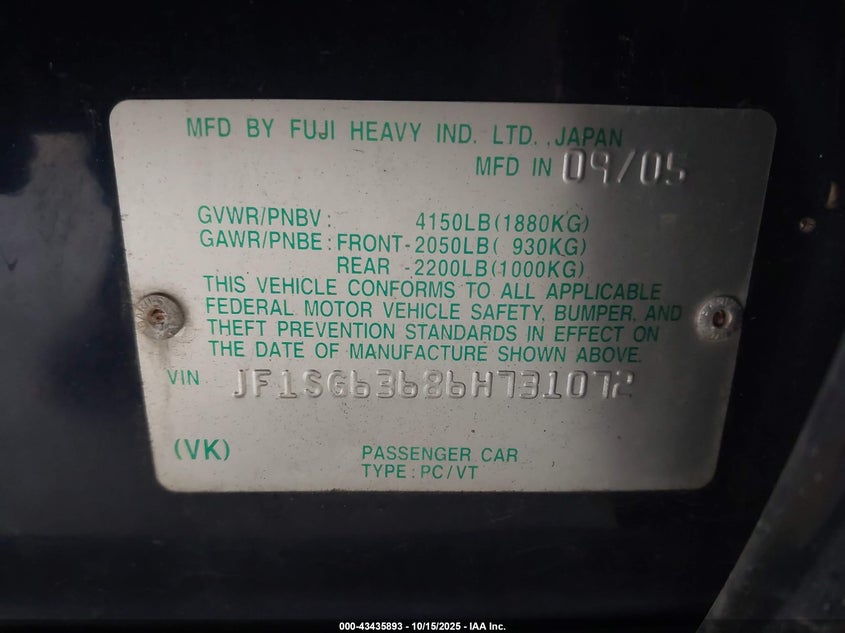 MFD BY FUJI HEAVY IND. LTD., JAPAN
MFD IN 09/05
GVWR/PNBV: 4150LB(1880KG)
GAWR/PNBE: FRONT-2050LB( 930KG)
REAR -2200LB(1000KG)
THIS VEHICLE CONFORMS TO ALL APPLICABLE
FEDERAL MOTOR VEHICLE SAFETY, BUMPER, AND
THEFT PREVENTION STANDARDS IN EFFECT ON
THE DATE OF MANUFACTURE SHOWN ABOVE.
VIN JF1SG63686H731072
(VK) PASSENGER CAR
TYPE: PC/VT
000-43435893 - 10/15/2025 - IAA Inc.